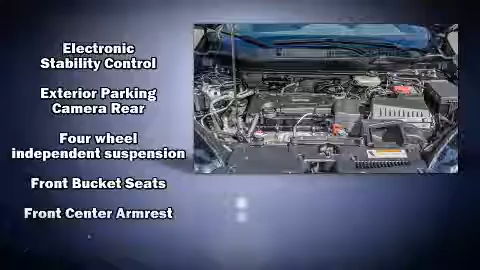 Electronic
Stability Control
Exterior Parking
Camera Rear
Four wheel
independent suspension
Front Bucket Seats
Front Center Armrest